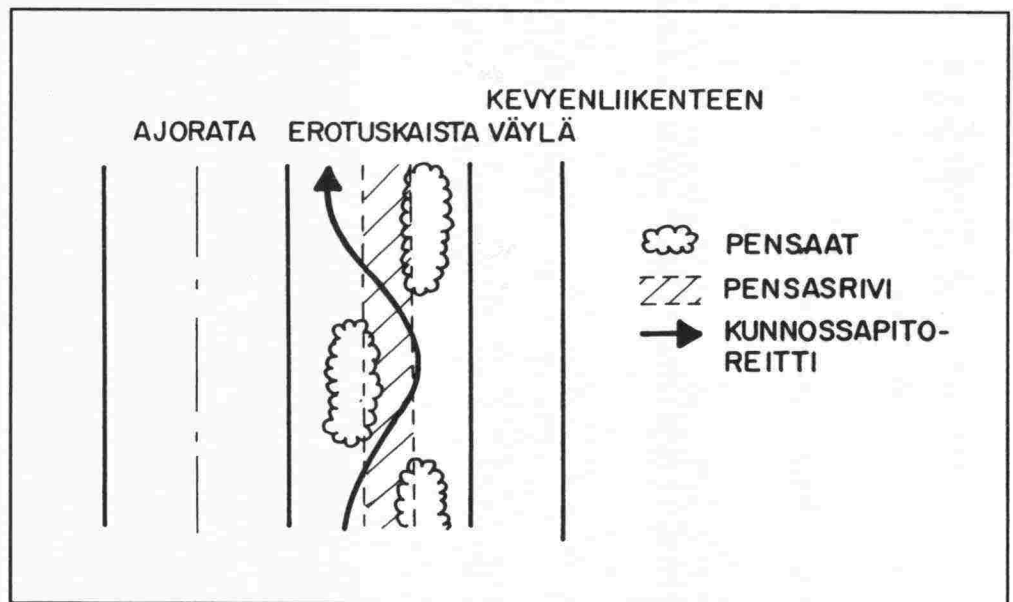 KEVYENLIIKENTEEN
AJORATA EROTUSKAISTA VÄYLÄ
PENSAAT
PENSASRIVI
KUNNOSSAPITO-
REITTI